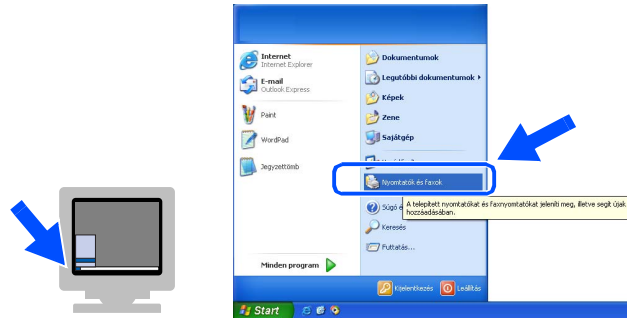 Internet
Internet Explorer
E-mail
Outlook Express
Paint
WordPad
Jegyzettömb
Minden program
Dokumentumok
Legutóbbi dokumentumok
Képek
Zene
Sajátgép
Nyomtatók és faxok
A telepített nyomtatókat és faxnyomtatókat jeleníti meg, illetve segít újak
hozzáadásában.
Súgó é
Keresés
Futtatás...
Kijelentkezés
Leállítás
Start